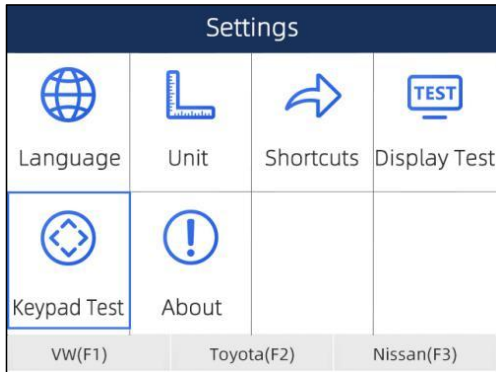 Settings
TEST
Language Unit Shortcuts Display Test
Keypad Test About
VW(F1) Toyota(F2) Nissan(F3)